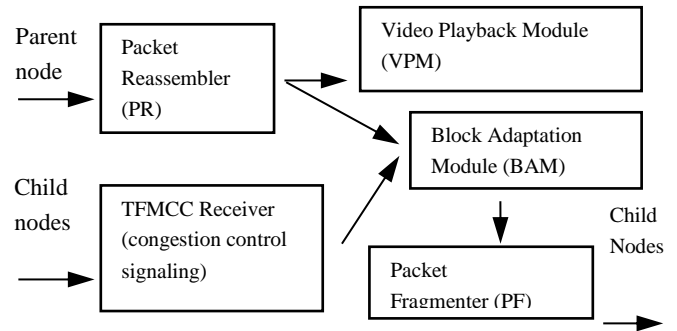 Parent
node
Packet
Reassembler
(PR)
Video Playback Module
(VPM)
Block Adaptation
Module (BAM)
Child
nodes
TFMCC Receiver
(congestion control
signaling)
Child
Nodes
Packet
Fragmenter (PF)